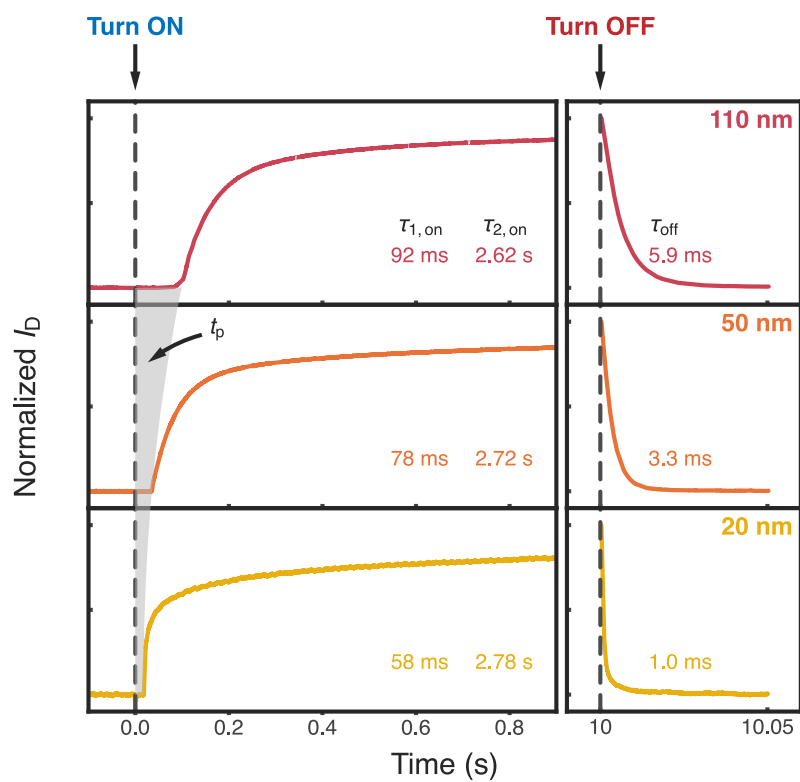 Turn ON
Turn OFF
110 nm
τ1, on τ2, on τoff
92 ms 2.62 s 5.9 ms
tp
50 nm
78 ms 2.72 s 3.3 ms
20 nm
58 ms 2.78 s 1.0 ms
Normalized ID
0.0 0.2 0.4 0.6 0.8 10 10.05
Time (s)